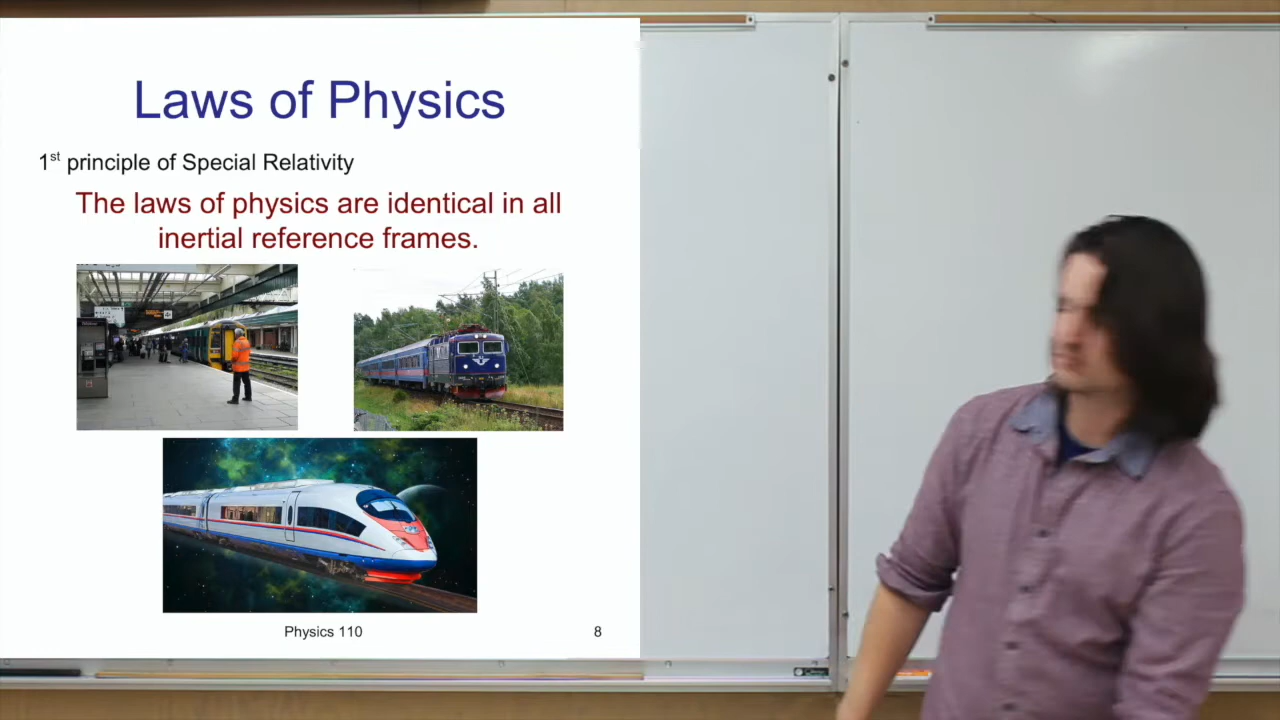 Laws of Physics
1st principle of Special Relativity
The laws of physics are identical in all
inertial reference frames.
Physics 110
8